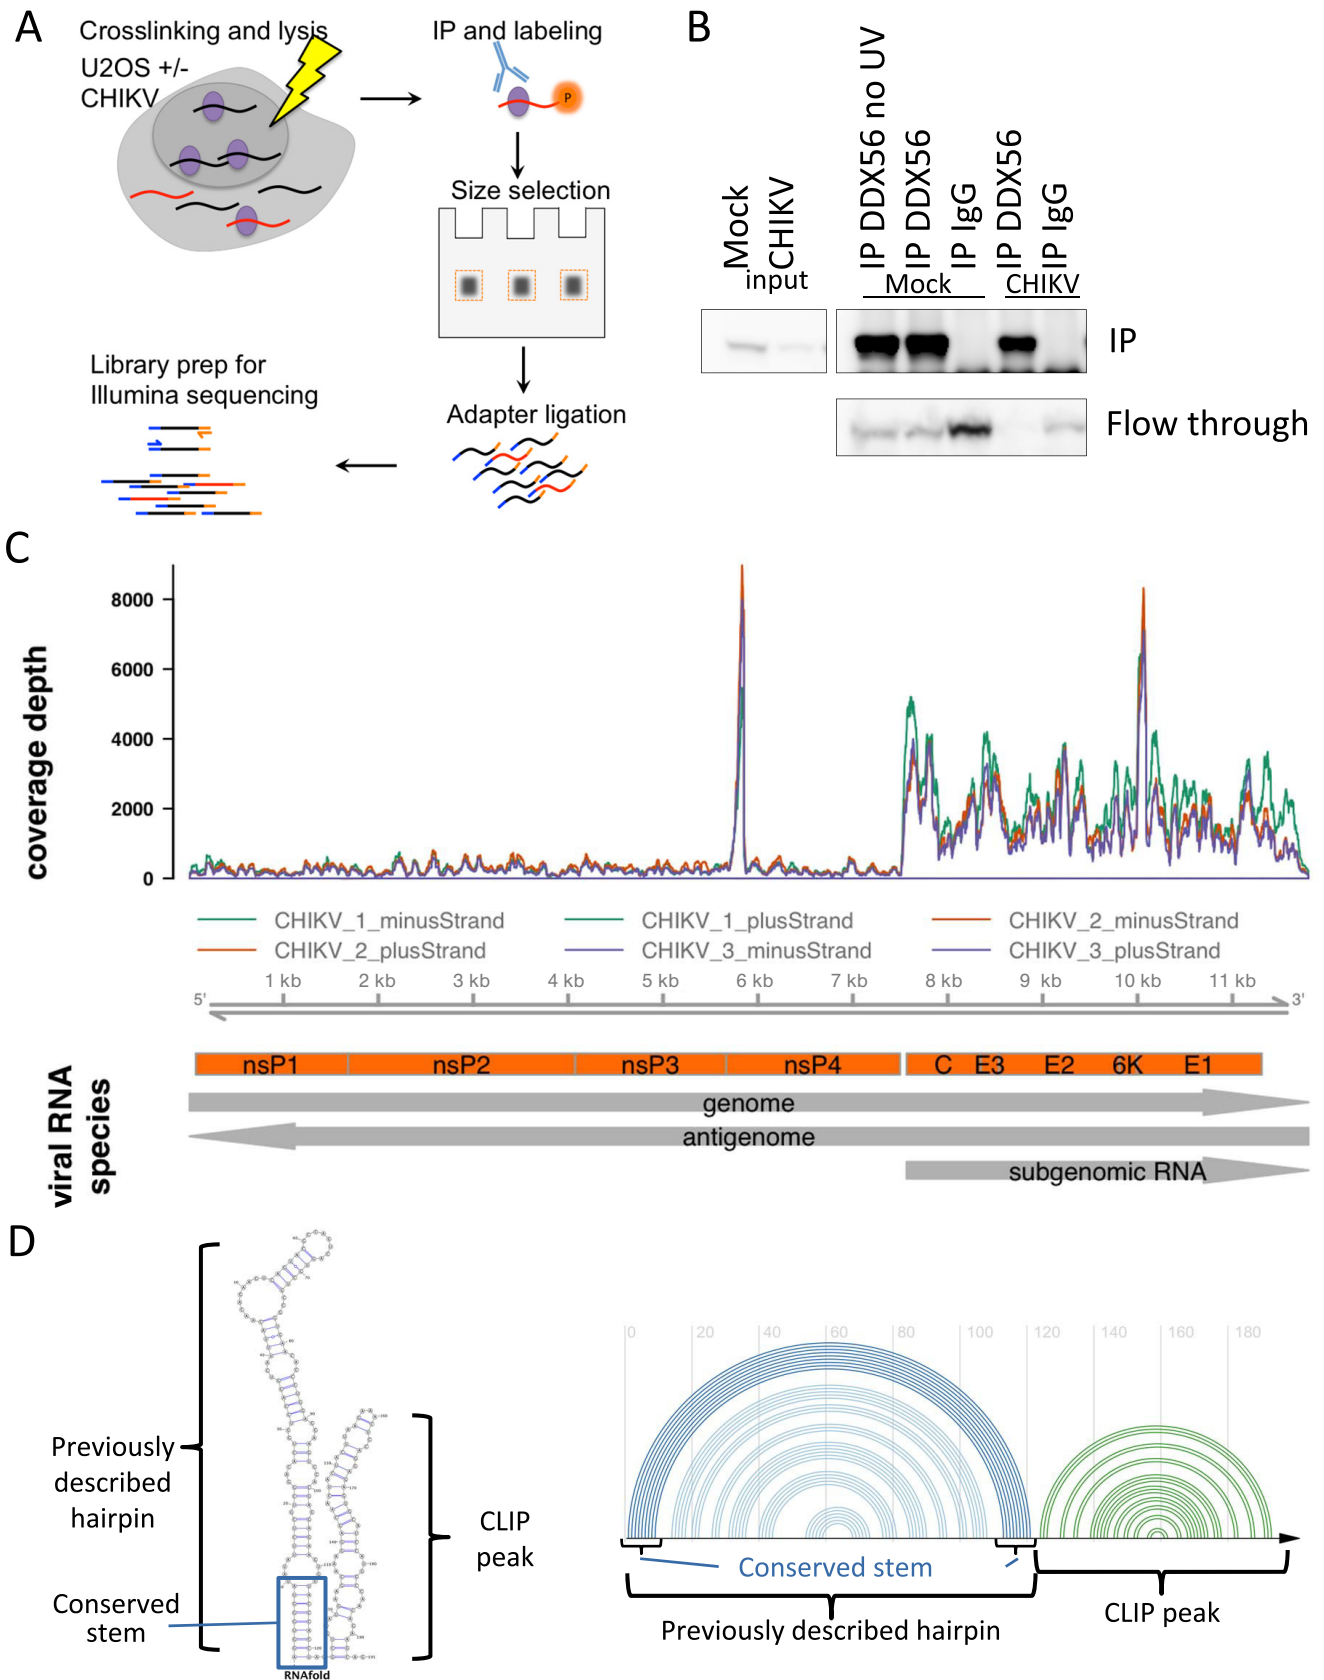 A
Crosslinking and lysis
U2OS +/-
CHIKV
IP and labeling
P
Size selection
Adapter ligation
Library prep for
Illumina sequencing
B
Mock
CHIKV
input
IP DDX56 no UV
IP DDX56
IP IgG
IP DDX56
IP IgG
Mock
CHIKV
IP
Flow through
C
coverage depth
8000
6000
4000
2000
0
CHIKV_1_minusStrand
CHIKV_1_plusStrand
CHIKV_2_minusStrand
CHIKV_2_plusStrand
CHIKV_3_minusStrand
CHIKV_3_plusStrand
5'
1 kb
2 kb
3 kb
4 kb
5 kb
6 kb
7 kb
8 kb
9 kb
10 kb
11 kb
3'
viral RNA
species
nsP1
nsP2
nsP3
nsP4
C
E3
E2
6K
E1
genome
antigenome
subgenomic RNA
D
Previously
described
hairpin
Conserved
stem
CLIP
peak
RNAfold
0
20
40
60
80
100
120
140
160
180
Conserved stem
Previously described hairpin
CLIP peak